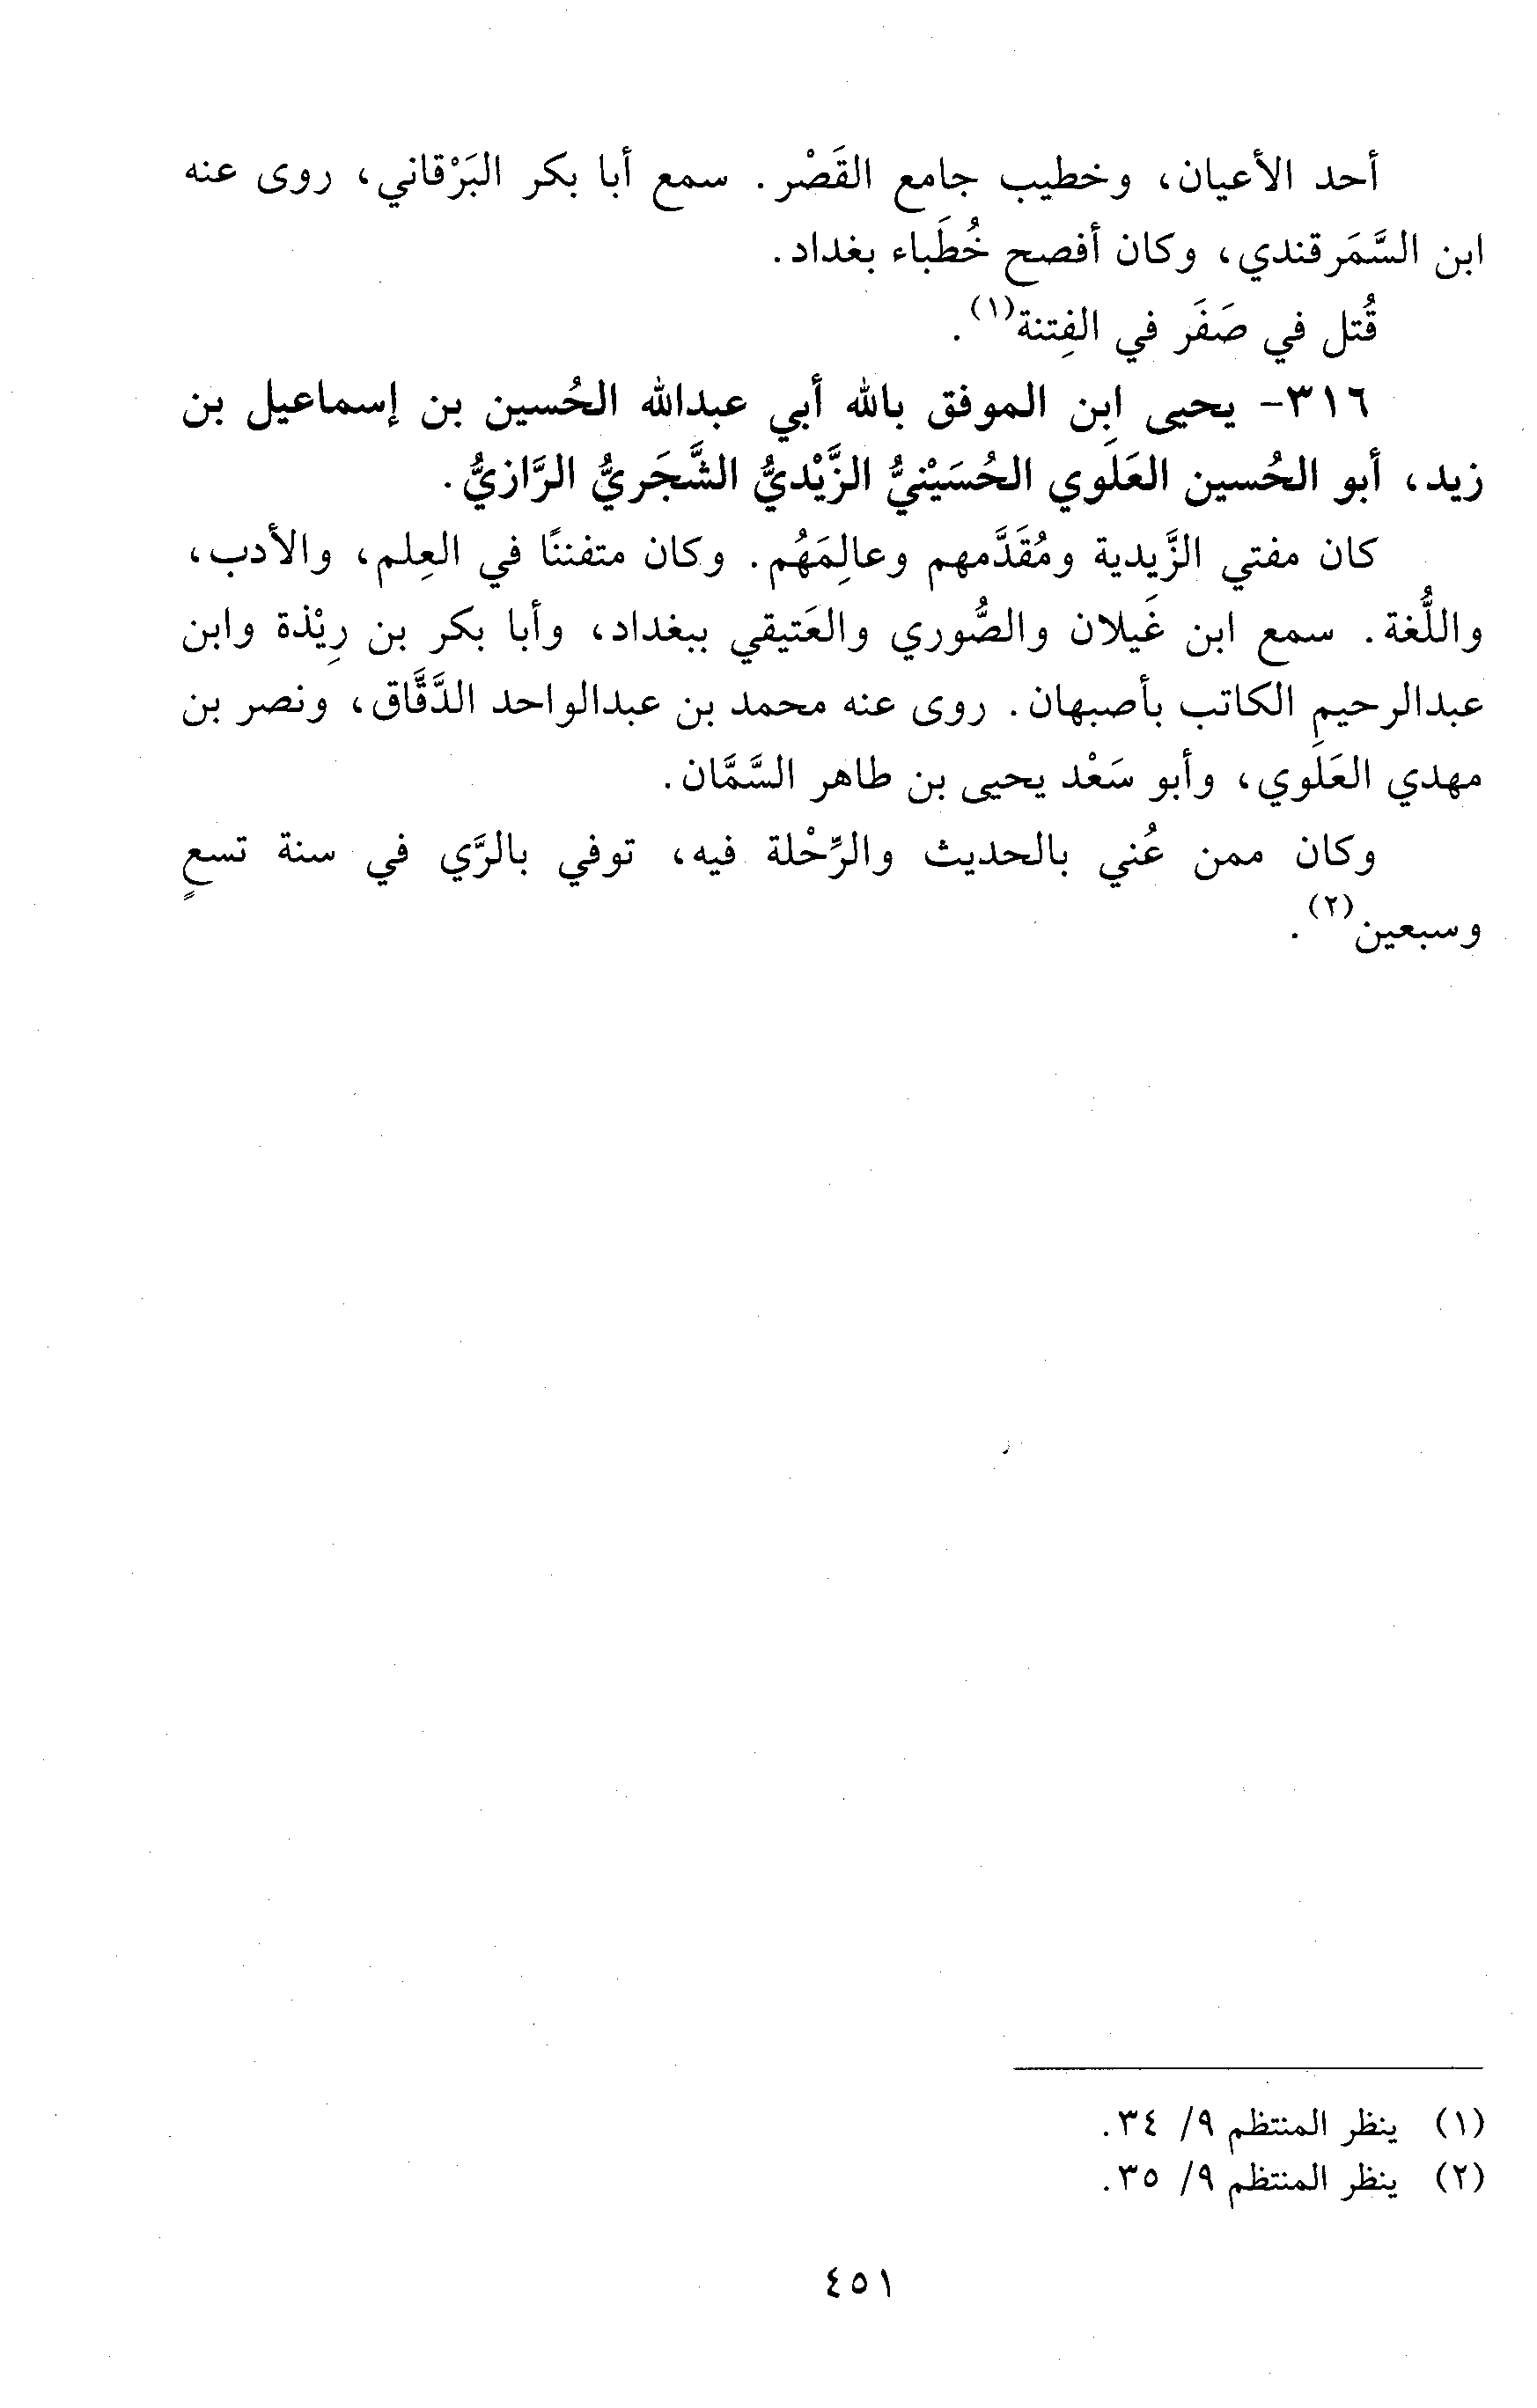 أحد الأعيان، وخطيب جامع القَصْر. سمع أبا بكر البَرْقاني، روى عنه
ابن السَّمَرقندي، وكان أفصح خُطَباء بغداد.
قُتل في صَفَر في الفِتنة(١).
٣١٦- يحيى ابن الموفق بالله أبي عبدالله الحُسين بن إسماعيل بن
زيد، أبو الحُسين العَلَوي الحُسَيْنيُّ الزَّيْديُّ الشَّجَريُّ الرَّازيُّ.
كان مفتي الزَّيدية ومُقَدَّمهم وعالِمَهُم. وكان متفننًا في العِلم، والأدب،
واللُّغة. سمع ابن غَيلان والصُّوري والعَتيقي ببغداد، وأبا بكر بن رِيْذة وابن
عبدالرحيم الكاتب بأصبهان. روى عنه محمد بن عبدالواحد الدَّقَّاق، ونصر بن
مهدي العَلَوي، وأبو سَعْد يحيى بن طاهر السَّمَّان.
وكان ممن عُني بالحديث والرِّحْلة فيه، توفي بالرَّي في سنة تسعٍ
وسبعين(٢).
(١) ينظر المنتظم ٩/ ٣٤.
(٢) ينظر المنتظم ٩/ ٣٥.
٤٥١